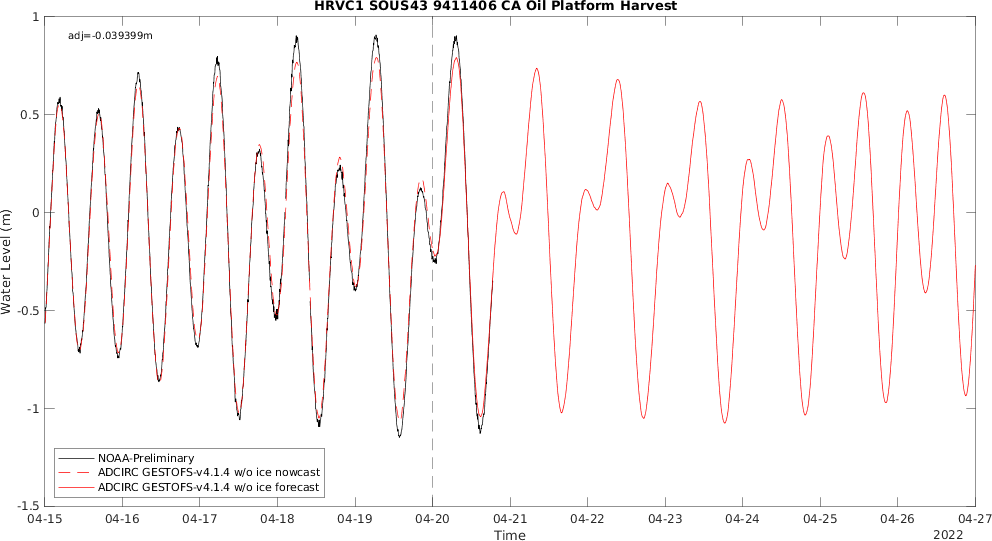 HRVC1 SOUS43 9411406 CA Oil Platform Harvest
adj=-0.039399m
Water Level (m)
1
0.5
0
-0.5
-1
-1.5
NOAA-Preliminary
ADCIRC GESTOFS-v4.1.4 w/o ice nowcast
ADCIRC GESTOFS-v4.1.4 w/o ice forecast
04-15 04-16 04-17 04-18 04-19 04-20 04-21 04-22 04-23 04-24 04-25 04-26 04-27
Time
2022